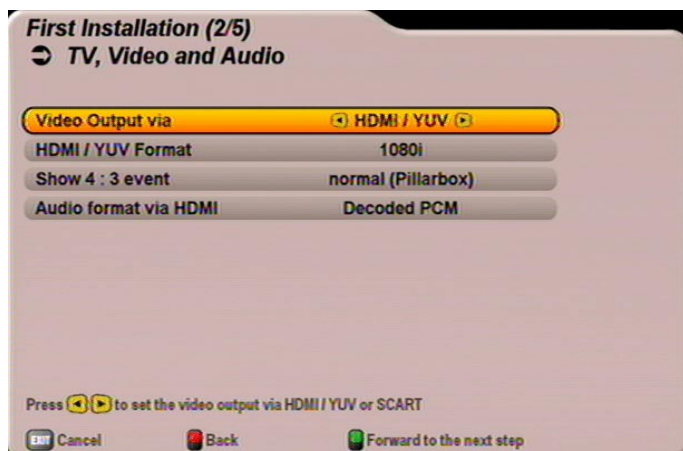 First Installation (2/5)
TV, Video and Audio
Video Output via HDMI / YUV
HDMI / YUV Format 1080i
Show 4 : 3 event normal (Pillarbox)
Audio format via HDMI Decoded PCM
Press to set the video output via HDMI / YUV or SCART
EXIT Cancel Back Forward to the next step